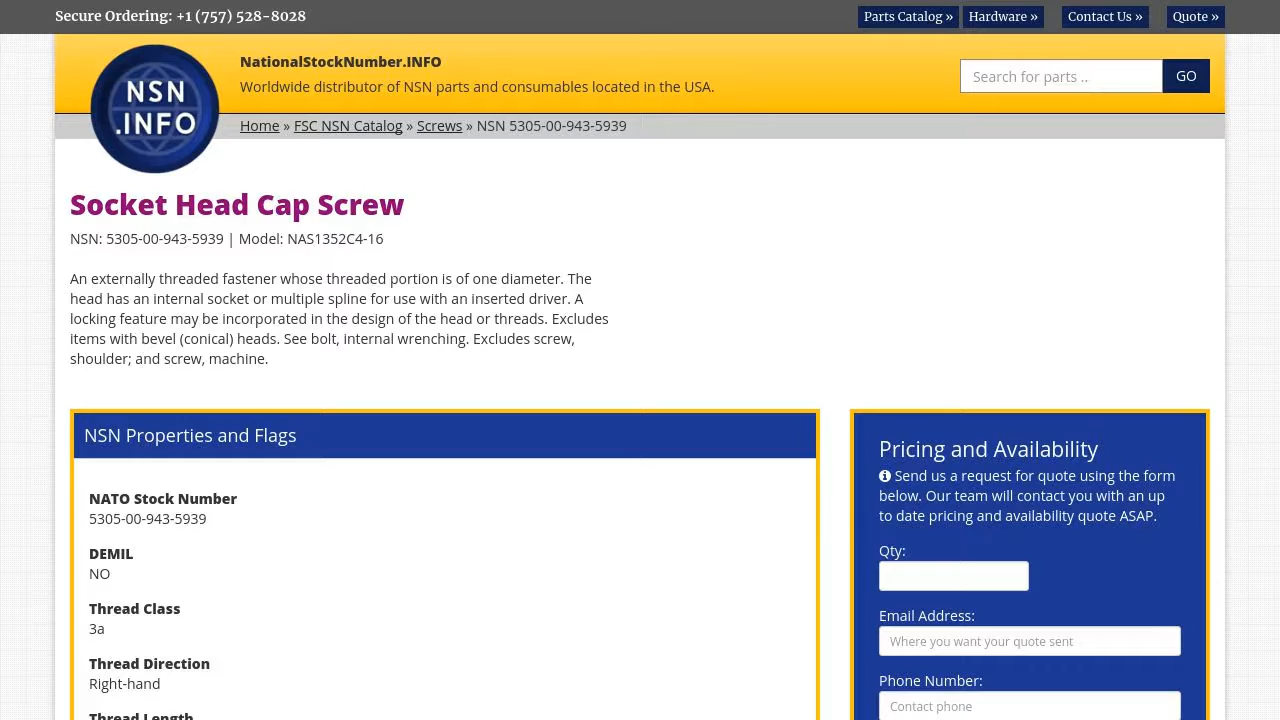 Secure Ordering: +1 (757) 528-8028
Parts Catalog »
Hardware »
Contact Us »
Quote »
NSN
.INFO
NationalStockNumber.INFO
Worldwide distributor of NSN parts and consumables located in the USA.
Search for parts ..
GO
Home » FSC NSN Catalog » Screws » NSN 5305-00-943-5939
Socket Head Cap Screw
NSN: 5305-00-943-5939 | Model: NAS1352C4-16
An externally threaded fastener whose threaded portion is of one diameter. The
head has an internal socket or multiple spline for use with an inserted driver. A
locking feature may be incorporated in the design of the head or threads. Excludes
items with bevel (conical) heads. See bolt, internal wrenching. Excludes screw,
shoulder; and screw, machine.
NSN Properties and Flags
NATO Stock Number
5305-00-943-5939
DEMIL
NO
Thread Class
3a
Thread Direction
Right-hand
Thread Length
Pricing and Availability
Send us a request for quote using the form
below. Our team will contact you with an up
to date pricing and availability quote ASAP.
Qty:
Email Address:
Where you want your quote sent
Phone Number:
Contact phone